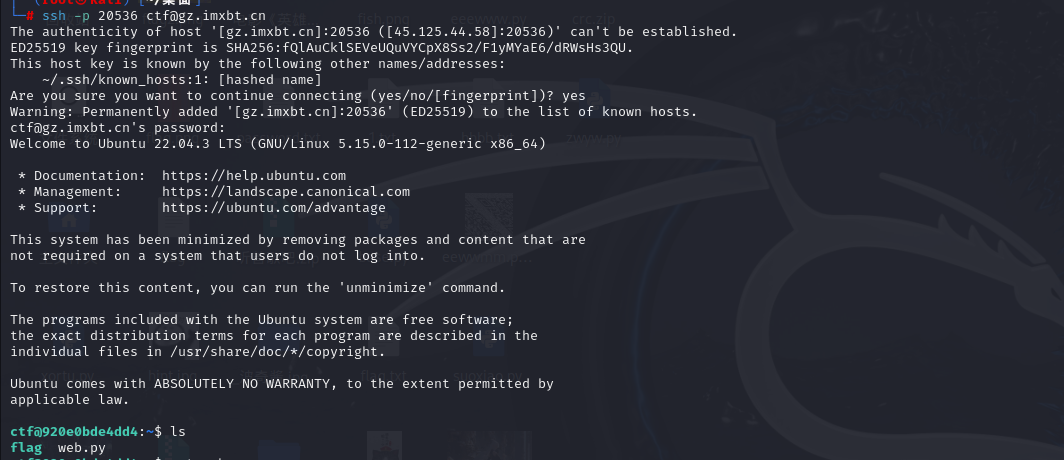 (root㉿kali)-[~/桌面]
└─# ssh -p 20536 ctf@gz.imxbt.cn
The authenticity of host '[gz.imxbt.cn]:20536 ([45.125.44.58]:20536)' can't be established.
ED25519 key fingerprint is SHA256:fQlAuCklSEVeUQuVYCpX8Ss2/F1yMYaE6/dRWsHs3QU.
This host key is known by the following other names/addresses:
    ~/.ssh/known_hosts:1: [hashed name]
Are you sure you want to continue connecting (yes/no/[fingerprint])? yes
Warning: Permanently added '[gz.imxbt.cn]:20536' (ED25519) to the list of known hosts.
ctf@gz.imxbt.cn's password:
Welcome to Ubuntu 22.04.3 LTS (GNU/Linux 5.15.0-112-generic x86_64)

 * Documentation:  https://help.ubuntu.com
 * Management:     https://landscape.canonical.com
 * Support:        https://ubuntu.com/advantage

This system has been minimized by removing packages and content that are
not required on a system that users do not log into.

To restore this content, you can run the 'unminimize' command.

The programs included with the Ubuntu system are free software;
the exact distribution terms for each program are described in the
individual files in /usr/share/doc/*/copyright.

Ubuntu comes with ABSOLUTELY NO WARRANTY, to the extent permitted by
applicable law.

ctf@920e0bde4dd4:~$ ls
flag  web.py